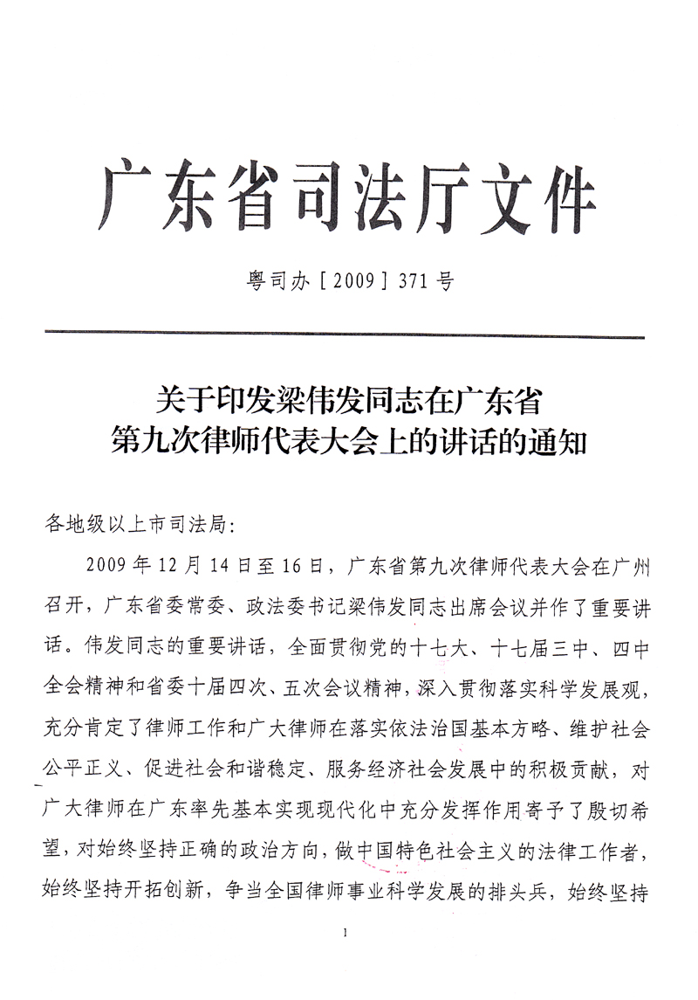 广东省司法厅文件
粤司办［2009］371号
关于印发梁伟发同志在广东省
第九次律师代表大会上的讲话的通知
各地级以上市司法局：
2009年12月14日至16日，广东省第九次律师代表大会在广州
召开，广东省委常委、政法委书记梁伟发同志出席会议并作了重要讲
话。伟发同志的重要讲话，全面贯彻党的十七大、十七届三中、四中
全会精神和省委十届四次、五次会议精神，深入贯彻落实科学发展观，
充分肯定了律师工作和广大律师在落实依法治国基本方略、维护社会
公平正义、促进社会和谐稳定、服务经济社会发展中的积极贡献，对
广大律师在广东率先基本实现现代化中充分发挥作用寄予了殷切希
望，对始终坚持正确的政治方向，做中国特色社会主义的法律工作者，
始终坚持开拓创新，争当全国律师事业科学发展的排头兵，始终坚持
1